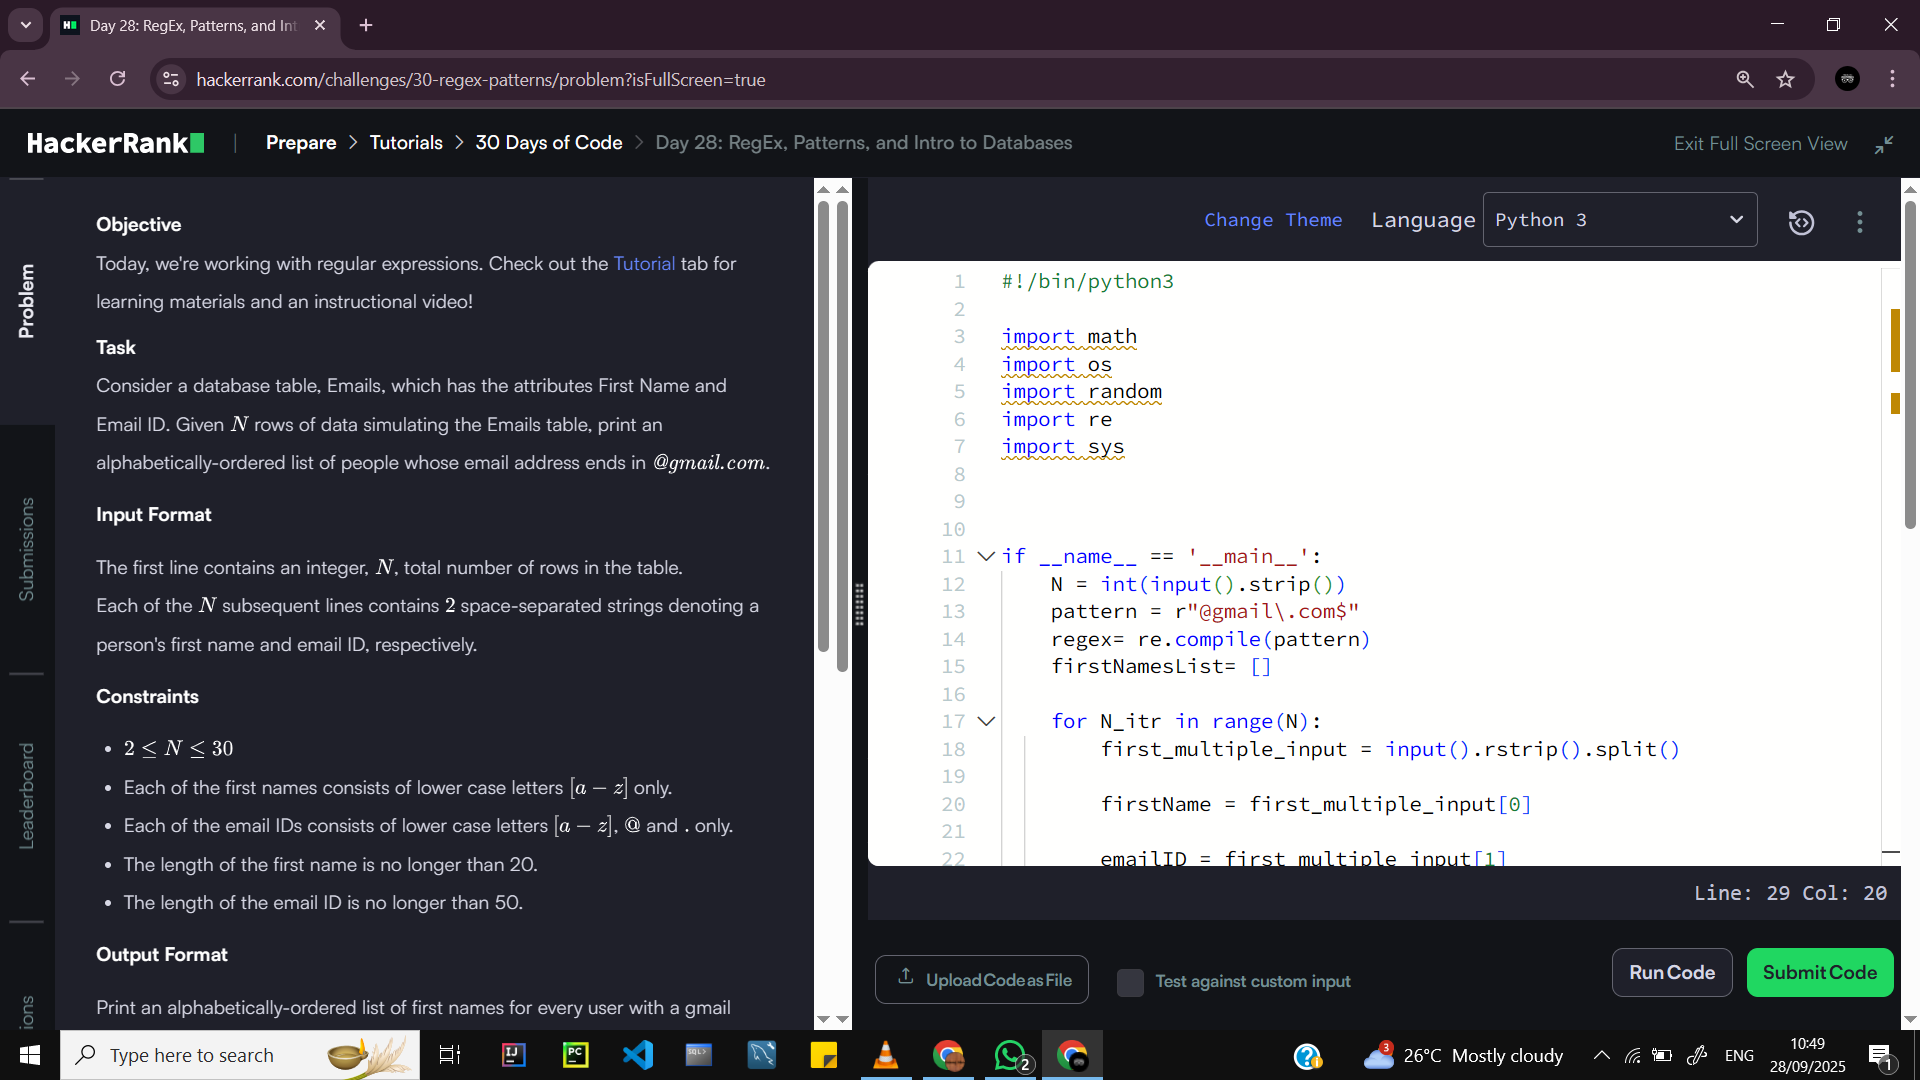 Day 28: RegEx, Patterns, and Int
hackerrank.com/challenges/30-regex-patterns/problem?isFullScreen=true
HackerRank
Prepare > Tutorials > 30 Days of Code > Day 28: RegEx, Patterns, and Intro to Databases
Exit Full Screen View
Problem
Submissions
Leaderboard
ions
Objective
Today, we're working with regular expressions. Check out the Tutorial tab for
learning materials and an instructional video!
Task
Consider a database table, Emails, which has the attributes First Name and
Email ID. Given N rows of data simulating the Emails table, print an
alphabetically-ordered list of people whose email address ends in @gmail.com.
Input Format
The first line contains an integer, N, total number of rows in the table.
Each of the N subsequent lines contains 2 space-separated strings denoting a
person's first name and email ID, respectively.
Constraints
• 2 ≤ N ≤ 30
• Each of the first names consists of lower case letters [a − z] only.
• Each of the email IDs consists of lower case letters [a − z], @ and . only.
• The length of the first name is no longer than 20.
• The length of the email ID is no longer than 50.
Output Format
Print an alphabetically-ordered list of first names for every user with a gmail
Change Theme Language Python 3
1 #!/bin/python3
2
3 import math
4 import os
5 import random
6 import re
7 import sys
8
9
10
11 if __name__ == '__main__':
12 N = int(input().strip())
13 pattern = r"@gmail\.com$"
14 regex= re.compile(pattern)
15 firstNamesList= []
16
17 for N_itr in range(N):
18 first_multiple_input = input().rstrip().split()
19
20 firstName = first_multiple_input[0]
21
22 emailID = first_multiple_input[1]
Line: 29 Col: 20
Upload Code as File
Test against custom input
Run Code
Submit Code
Type here to search
IJ
PC
SQL>
2
3
26°C Mostly cloudy
ENG
10:49
28/09/2025
1